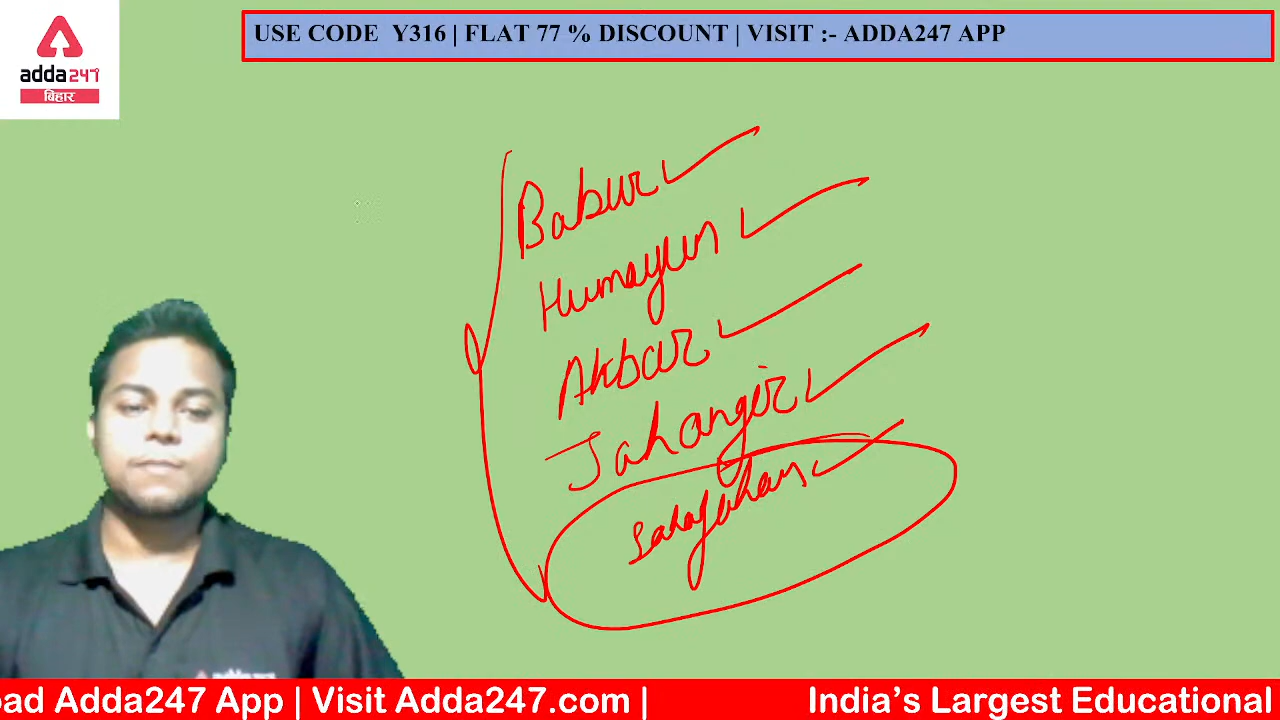 USE CODE Y316 | FLAT 77 % DISCOUNT | VISIT :- ADDA247 APP
adda247
बिहार
Babur
Humayun
Akbar
Jahangir
Sahajahan
oad Adda247 App | Visit Adda247.com |
India's Largest Educational